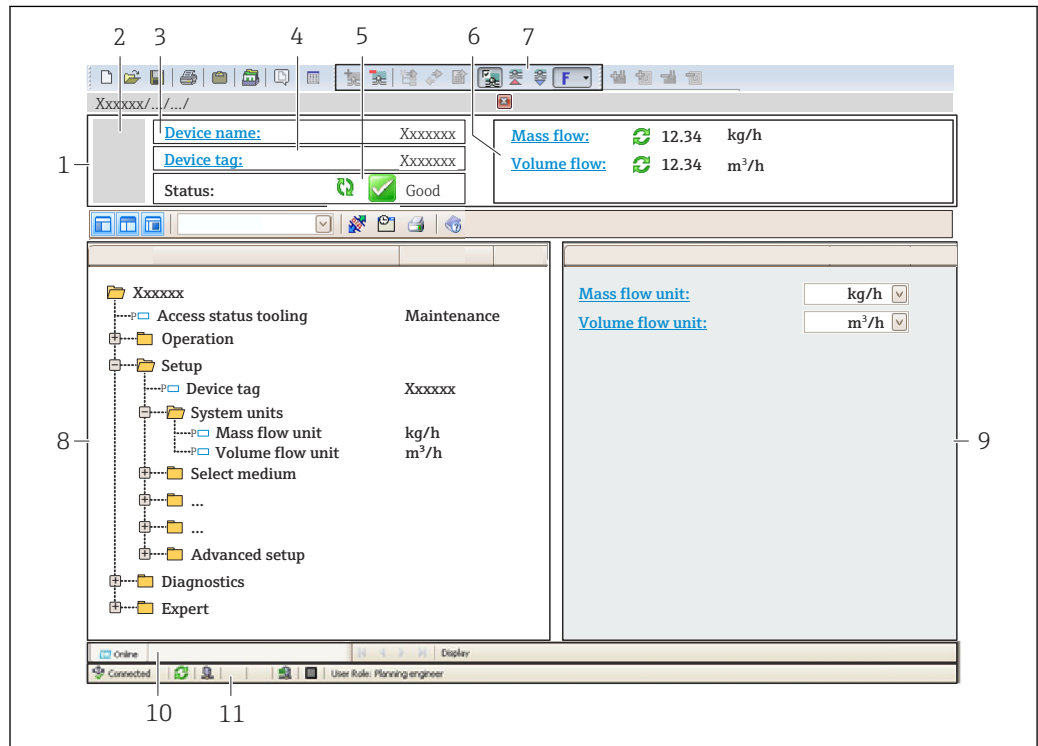 2 3 4 5 6 7
F
Xxxxxx/.../.../
1
Device name: Xxxxxxx
Device tag: Xxxxxxx
Status: Good
Mass flow: 12.34 kg/h
Volume flow: 12.34 m³/h
Xxxxxx
P Access status tooling Maintenance
Operation
Setup
P Device tag Xxxxxx
System units
P Mass flow unit kg/h
P Volume flow unit m³/h
Select medium
...
...
Advanced setup
Diagnostics
Expert
Mass flow unit: kg/h
Volume flow unit: m³/h
8
9
Online Display
Connected User Role: Planning engineer
10 11